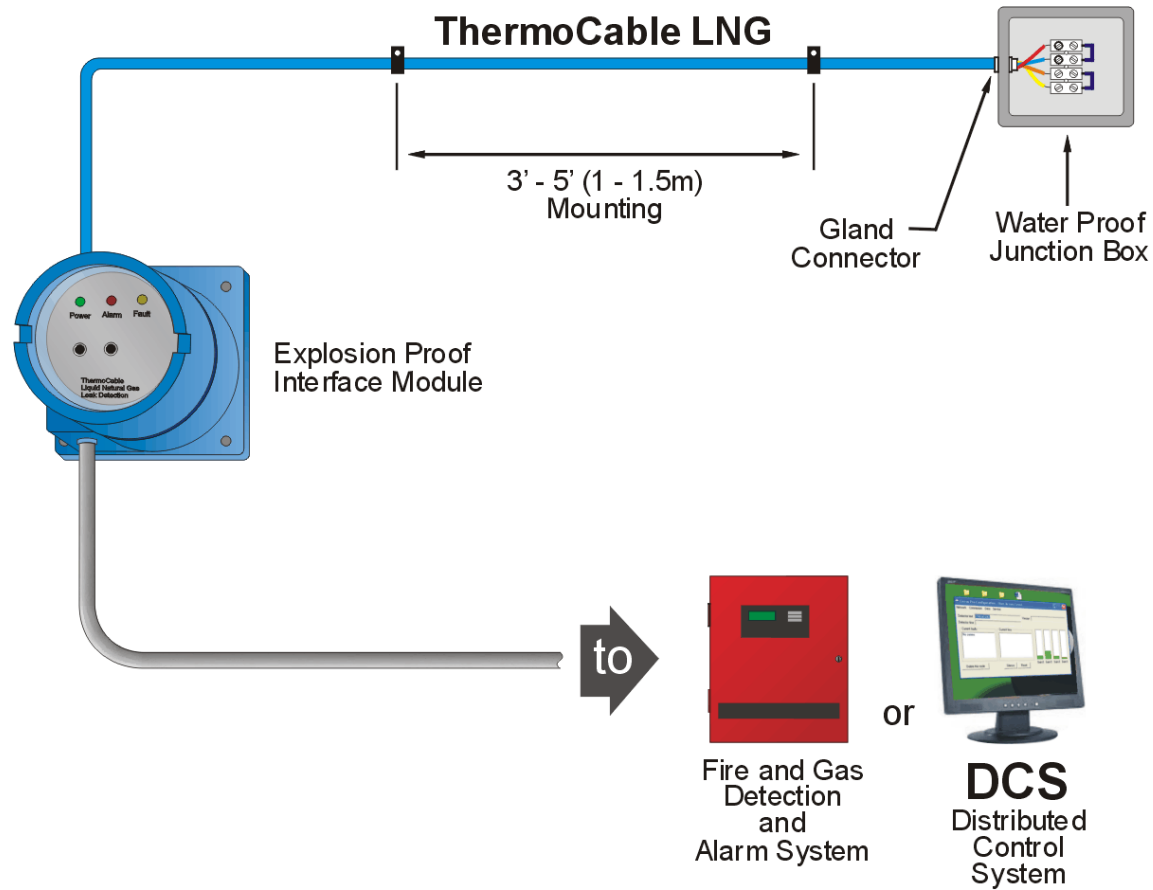 ThermoCable LNG
3' - 5' (1 - 1.5m)
Mounting
Gland
Connector
Water Proof
Junction Box
Power Alarm Fault
ThermoCable
Liquid Natural Gas
Leak Detection
Explosion Proof
Interface Module
to
or
Fire and Gas
Detection
and
Alarm System
DCS
Distributed
Control
System